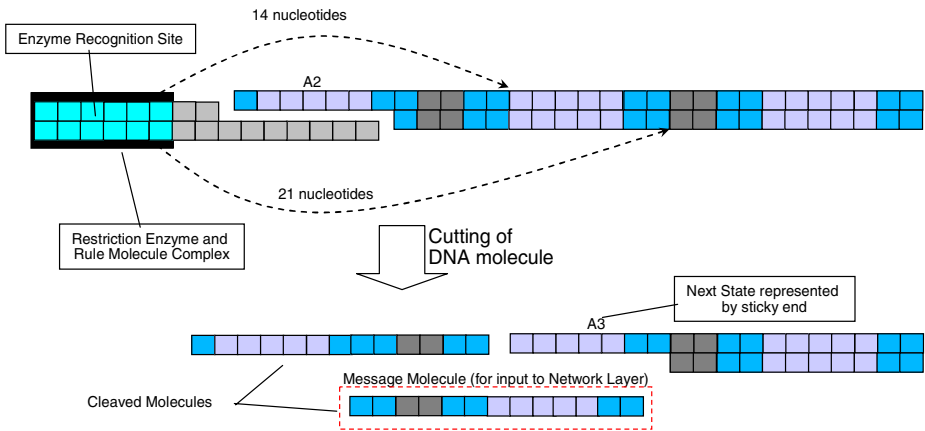 14 nucleotides
Enzyme Recognition Site
A2
21 nucleotides
Restriction Enzyme and
Rule Molecule Complex
Cutting of
DNA molecule
Next State represented
by sticky end
A3
Message Molecule (for input to Network Layer)
Cleaved Molecules